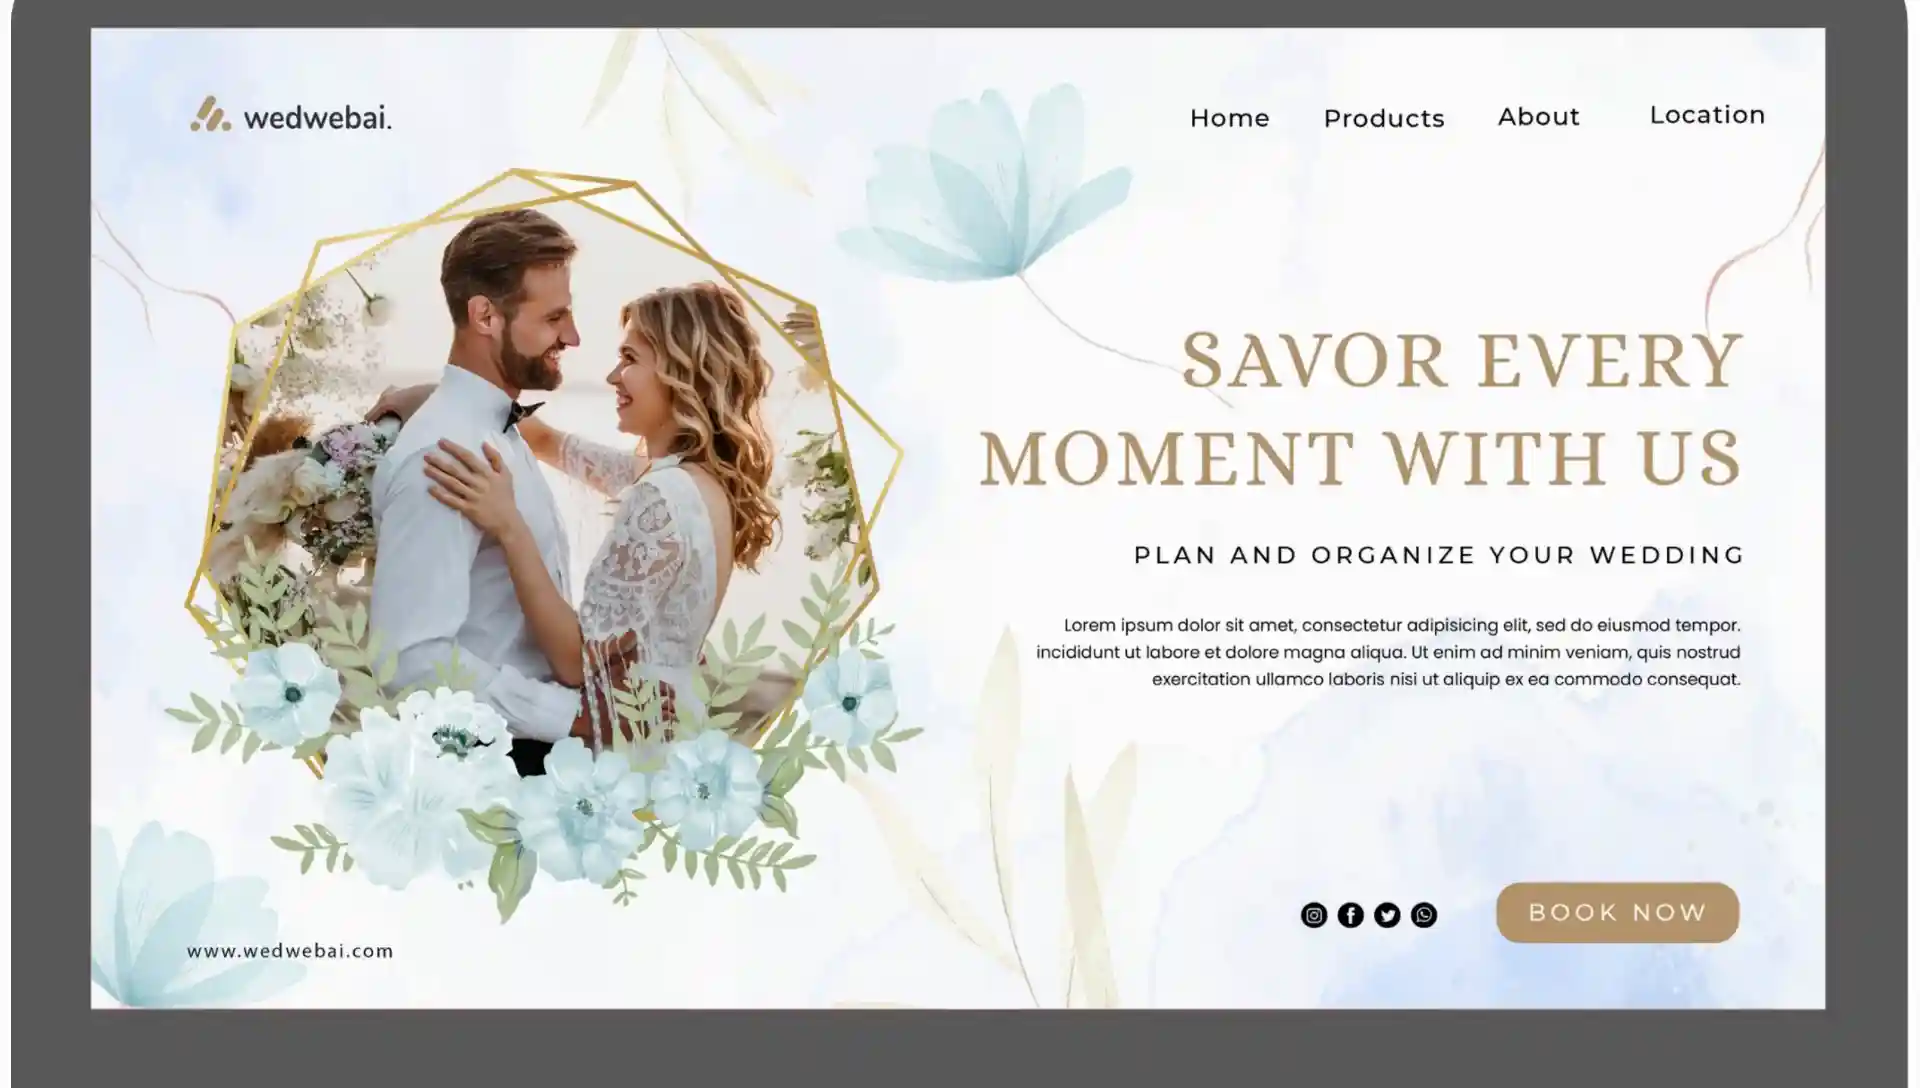 wedwebai.
Home Products About Location
SAVOR EVERY
MOMENT WITH US
PLAN AND ORGANIZE YOUR WEDDING
Lorem ipsum dolor sit amet, consectetur adipisicing elit, sed do eiusmod tempor.
incididunt ut labore et dolore magna aliqua. Ut enim ad minim veniam, quis nostrud
exercitation ullamco laboris nisi ut aliquip ex ea commodo consequat.
BOOK NOW
www.wedwebai.com